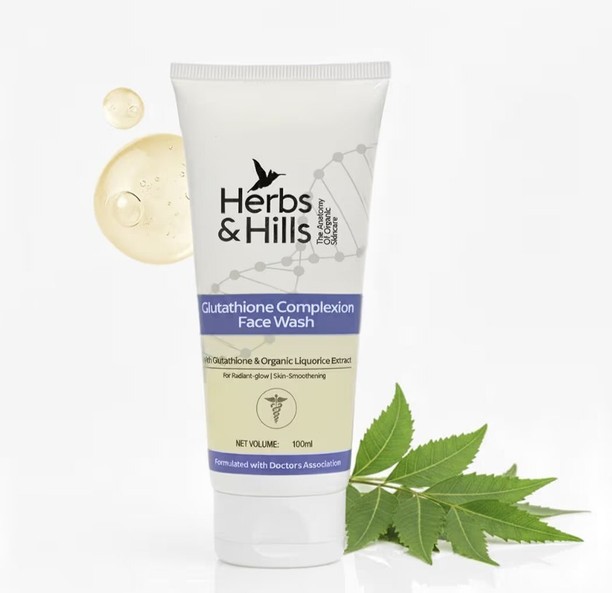 Herbs
& Hills
The Anatomy
Of Organic
Skincare
Glutathione Complexion
Face Wash
With Glutathione & Organic Liquorice Extract
For Radiant-glow | Skin-Smoothening
NET VOLUME: 100ml
Formulated with Doctors Association